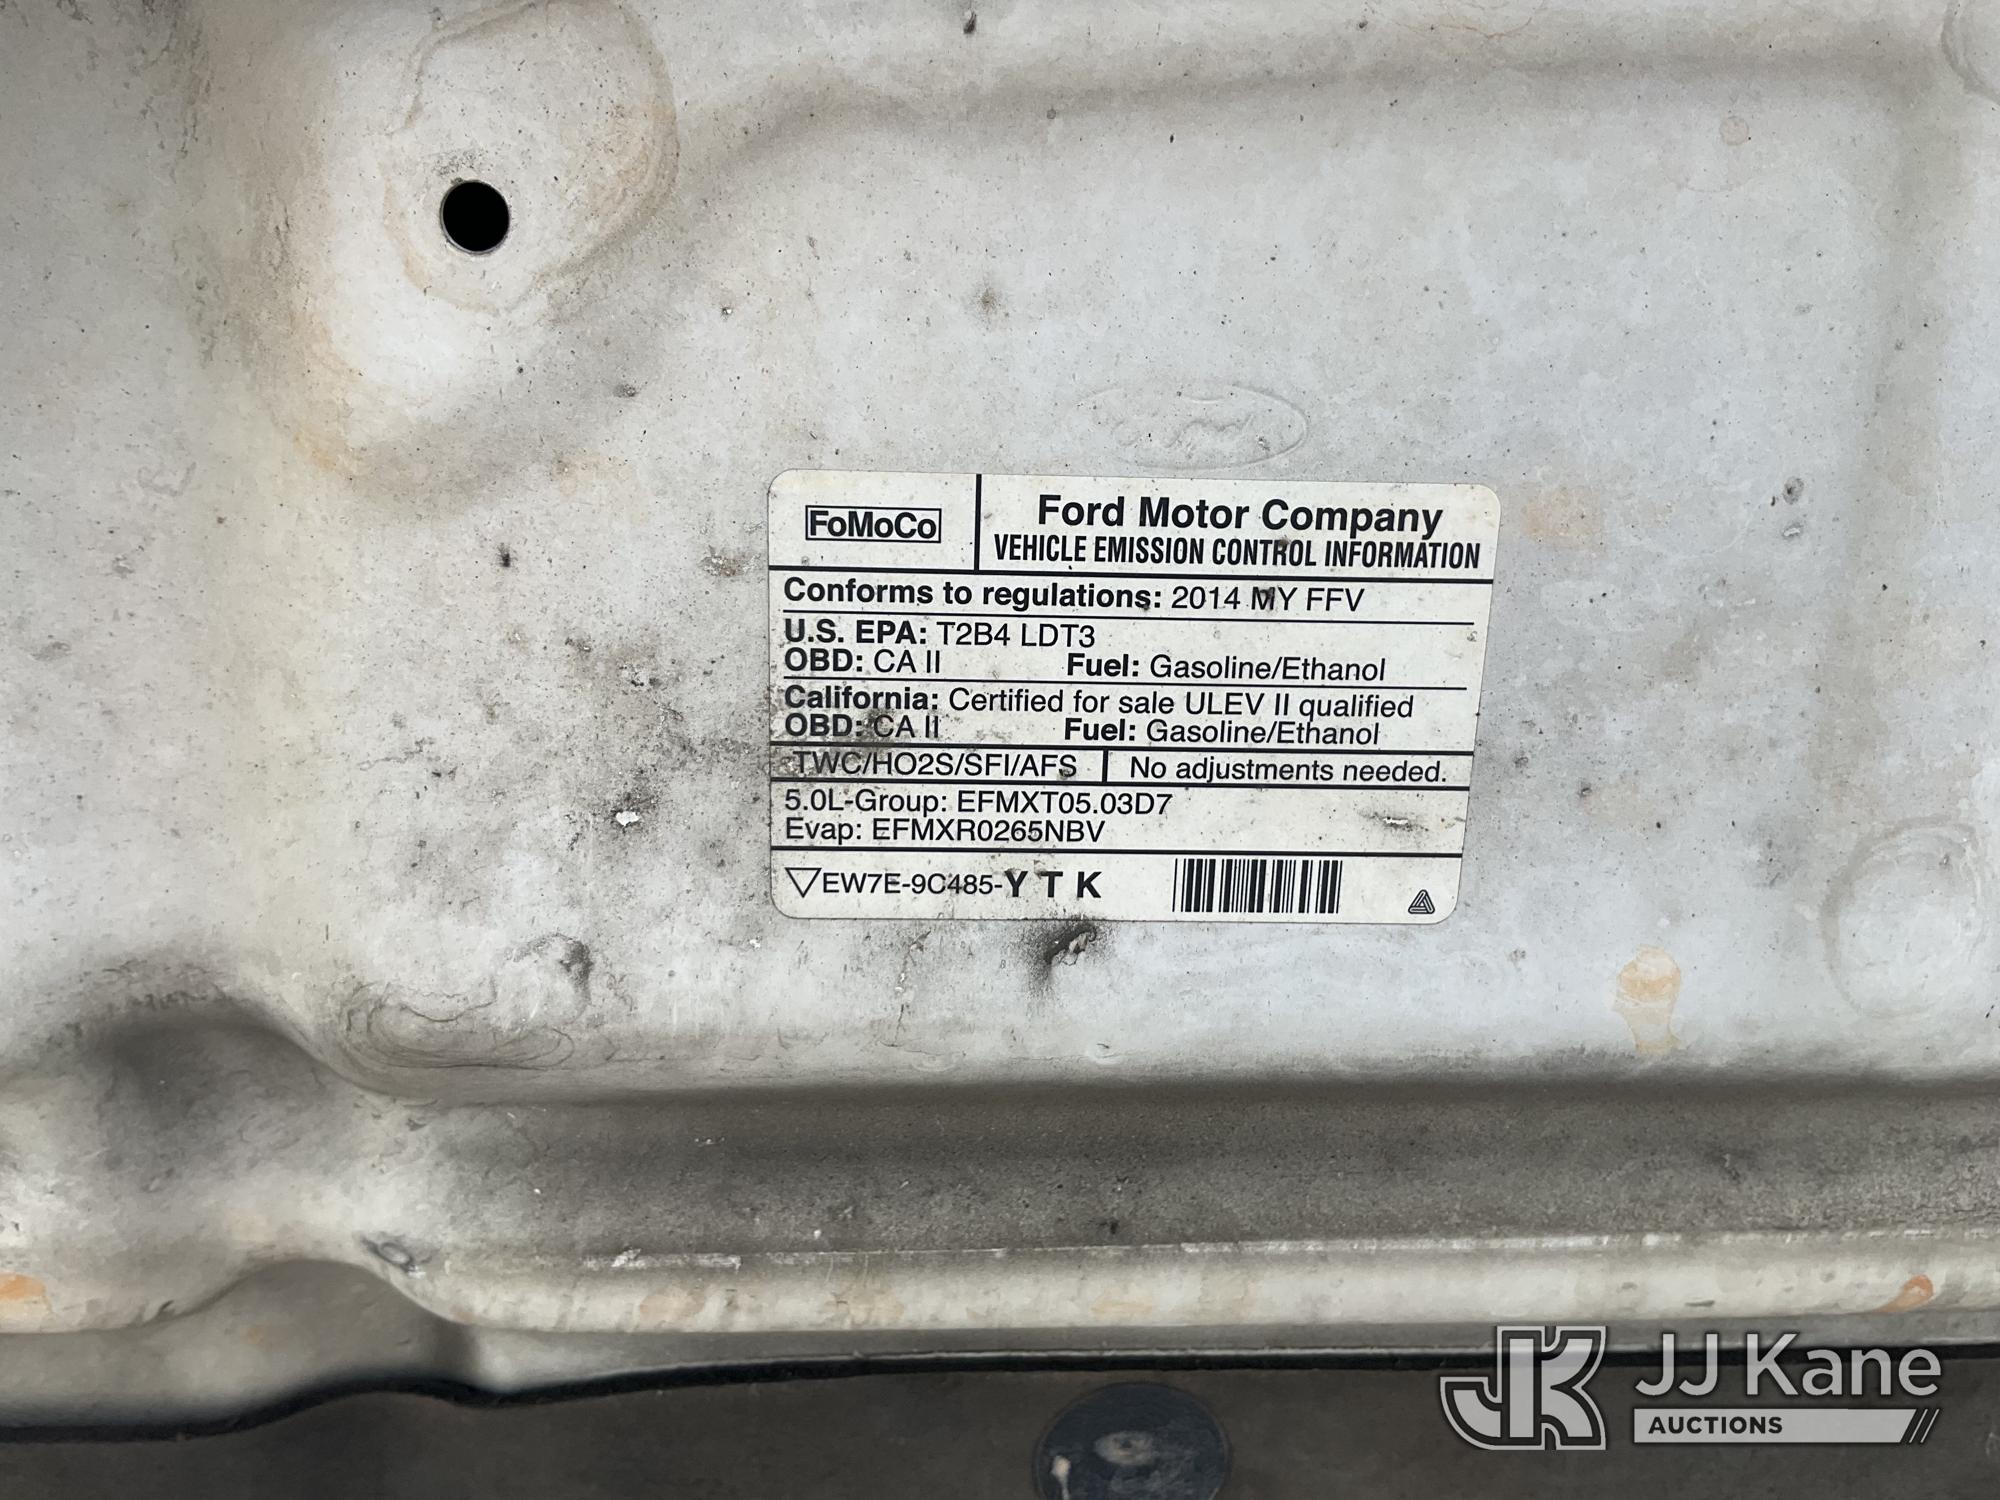 FoMoCo
Ford Motor Company
VEHICLE EMISSION CONTROL INFORMATION
Conforms to regulations: 2014 MY FFV
U.S. EPA: T2B4 LDT3
OBD: CA II Fuel: Gasoline/Ethanol
California: Certified for sale ULEV II qualified
OBD: CA II Fuel: Gasoline/Ethanol
TWC/HO2S/SFI/AFS No adjustments needed.
5.0L-Group: EFMXT05.03D7
Evap: EFMXR0265NBV
EW7E-9C485-Y T K
JK JJ Kane
AUCTIONS